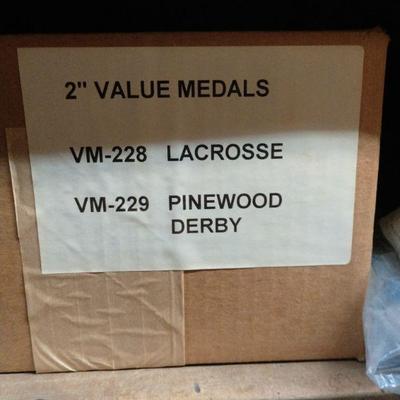 2" VALUE MEDALS
VM-228 LACROSSE
VM-229 PINEWOOD
DERBY